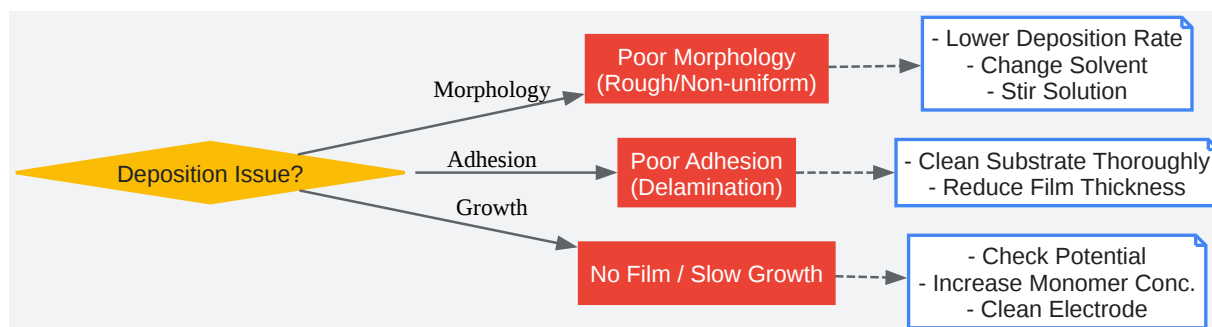 Deposition Issue?
Morphology
Poor Morphology
(Rough/Non-uniform)
- Lower Deposition Rate
- Change Solvent
- Stir Solution
Adhesion
Poor Adhesion
(Delamination)
- Clean Substrate Thoroughly
- Reduce Film Thickness
Growth
No Film / Slow Growth
- Check Potential
- Increase Monomer Conc.
- Clean Electrode